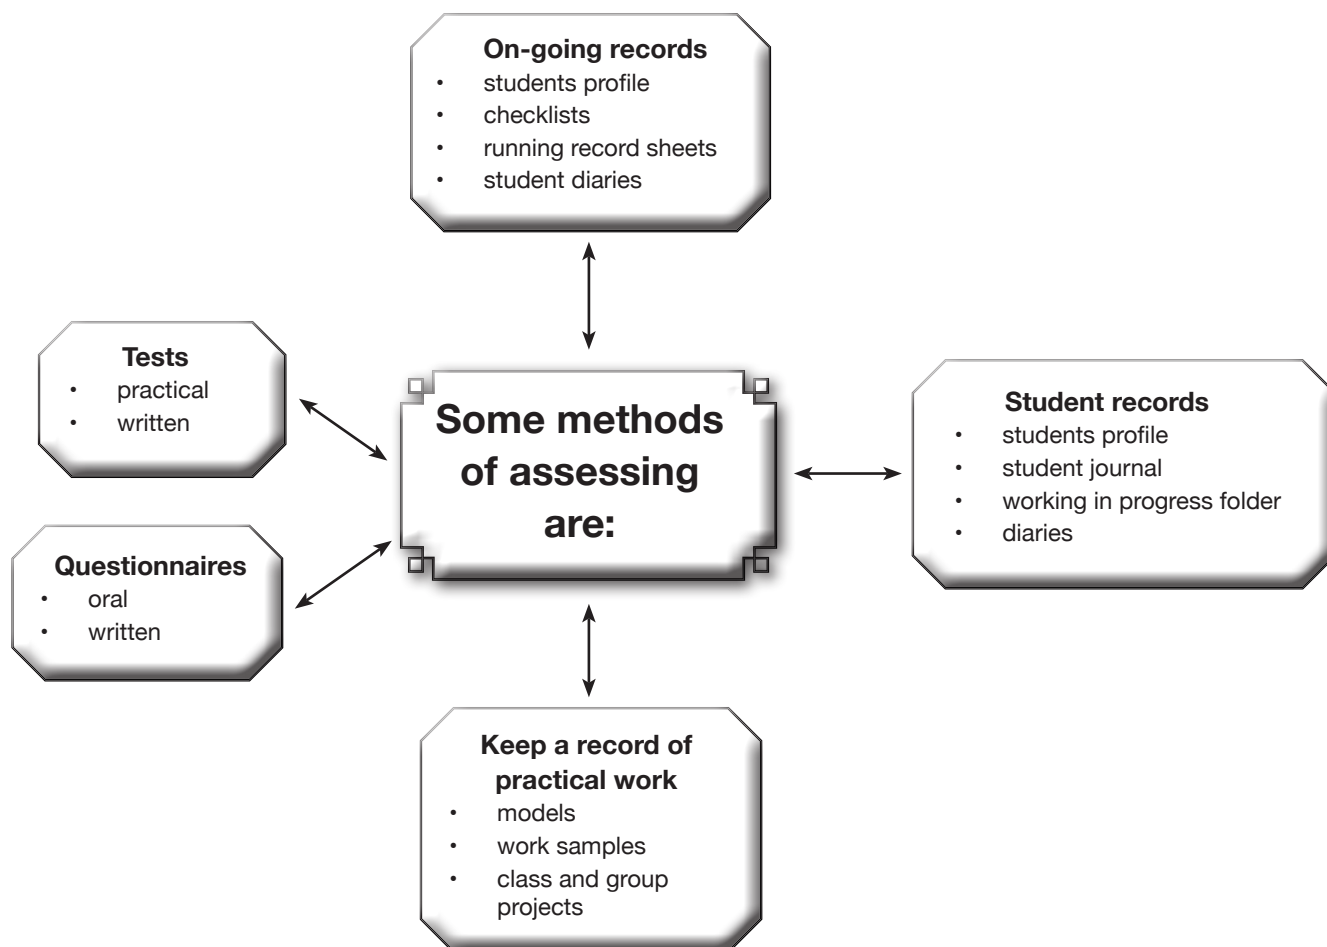 On-going records
• students profile
• checklists
• running record sheets
• student diaries
Tests
• practical
• written
Some methods
of assessing
are:
Student records
• students profile
• student journal
• working in progress folder
• diaries
Questionnaires
• oral
• written
Keep a record of
practical work
• models
• work samples
• class and group
projects